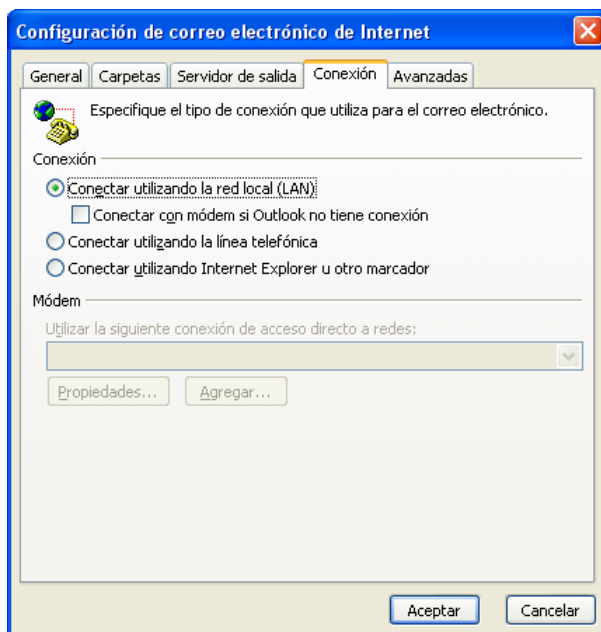 Configuración de correo electrónico de Internet
General Carpetas Servidor de salida Conexión Avanzadas
Especifique el tipo de conexión que utiliza para el correo electrónico.
Conexión
Conectar utilizando la red local (LAN)
Conectar con módem si Outlook no tiene conexión
Conectar utilizando la línea telefónica
Conectar utilizando Internet Explorer u otro marcador
Módem
Utilizar la siguiente conexión de acceso directo a redes:
Propiedades... Agregar...
Aceptar Cancelar